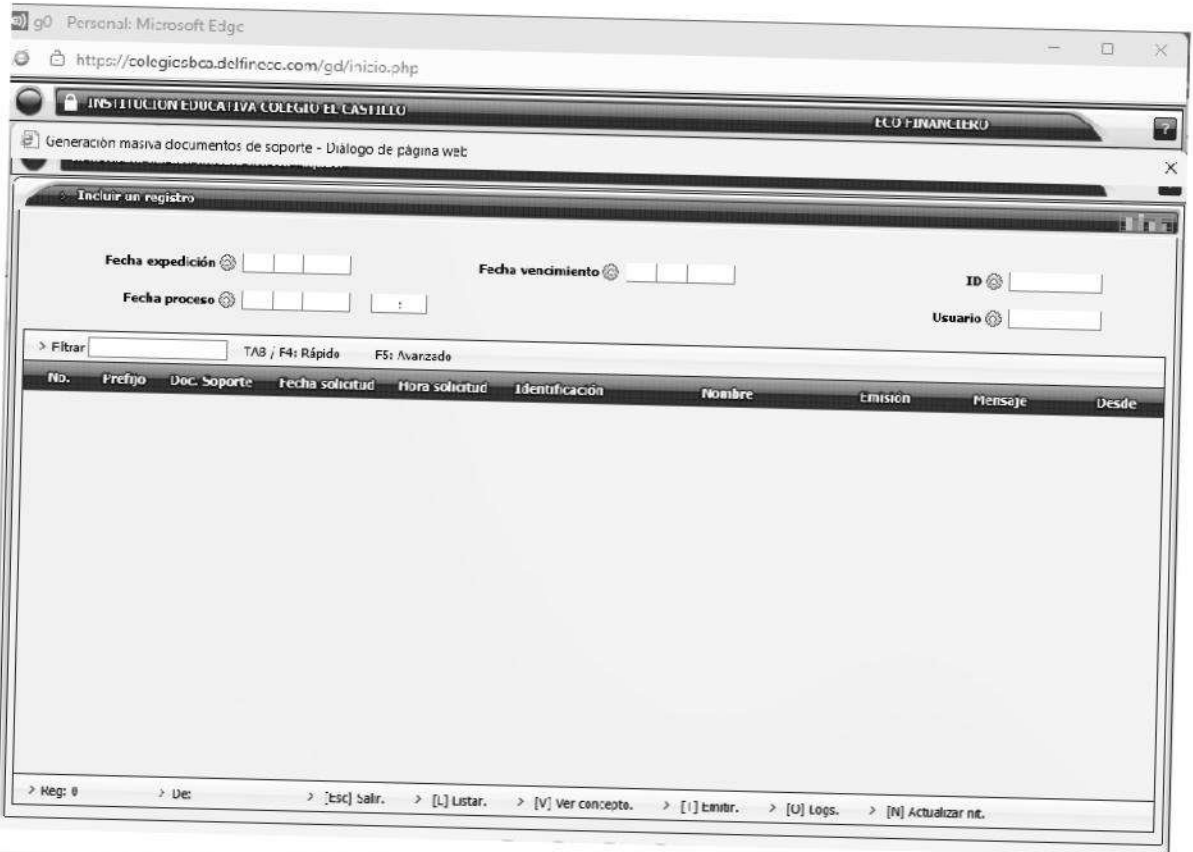 g0 Personal: Microsoft Edge
https://colegiosbca.delfinecc.com/gd/inicio.php
INSTITUCION EDUCATIVA COLEGIO EL CASTILLO ECO FINANCIERO ?
Generación masiva documentos de soporte - Diálogo de página web
Incluir un registro
Fecha expedición Fecha vencimiento ID
Fecha proceso : Usuario
> Filtrar TAB / F4: Rápido F5: Avanzado
No. Prefijo Doc. Soporte Fecha solicitud Hora solicitud Identificación Nombre Emisión Mensaje Desde
> Reg: 0 > De: > [Esc] Salir. > [L] Listar. > [V] Ver concepto. > [T] Emitir. > [O] Logs. > [N] Actualizar nit.